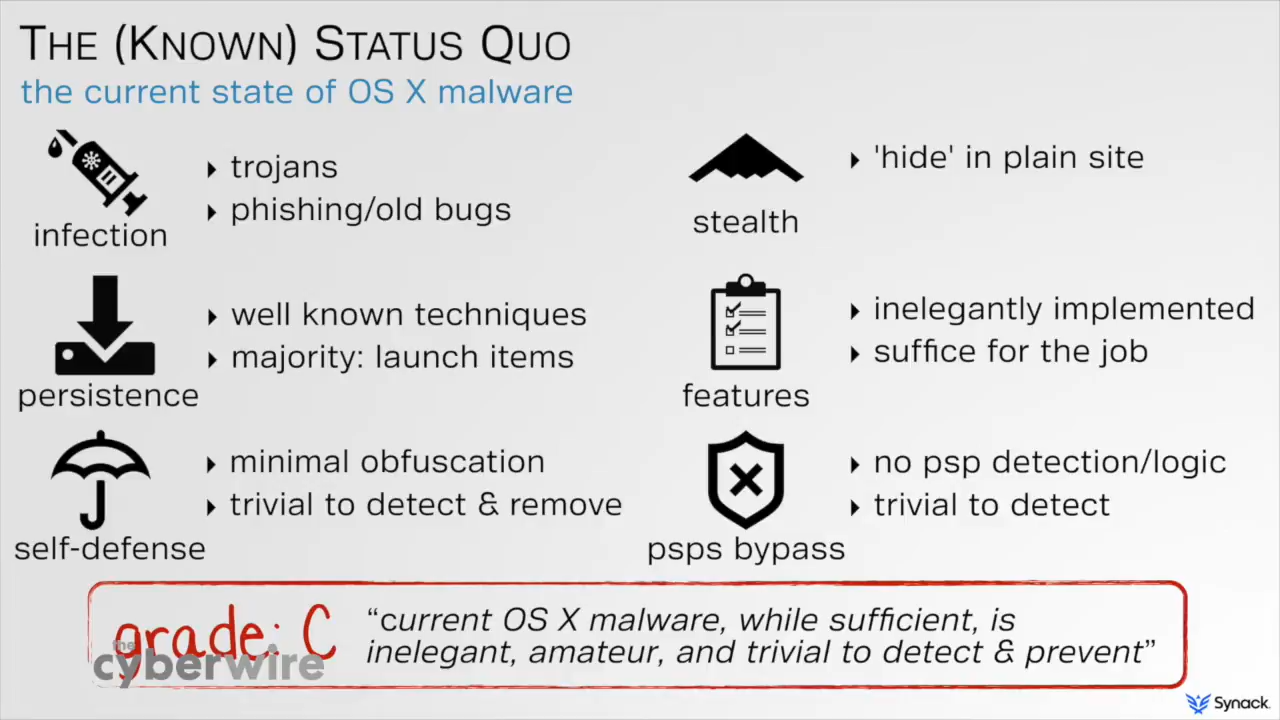 THE (KNOWN) STATUS QUO
the current state of OS X malware
infection
trojans
phishing/old bugs
stealth
'hide' in plain site
persistence
well known techniques
majority: launch items
features
inelegantly implemented
suffice for the job
self-defense
minimal obfuscation
trivial to detect & remove
psps bypass
no psp detection/logic
trivial to detect
grade: C
“current OS X malware, while sufficient, is
inelegant, amateur, and trivial to detect & prevent”
the
cyberwire
Synack.